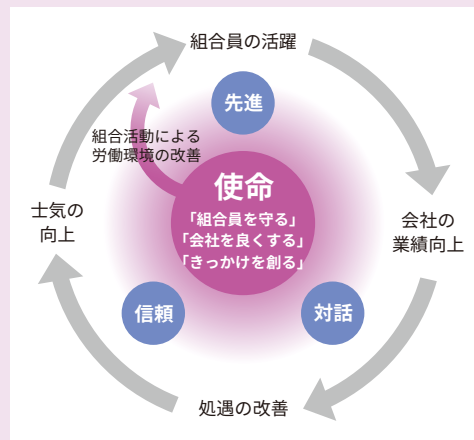 組合員の活躍
先進
組合活動による
労働環境の改善
使命
「組合員を守る」
「会社を良くする」
「きっかけを創る」
士気の
向上
会社の
業績向上
信頼
対話
処遇の改善